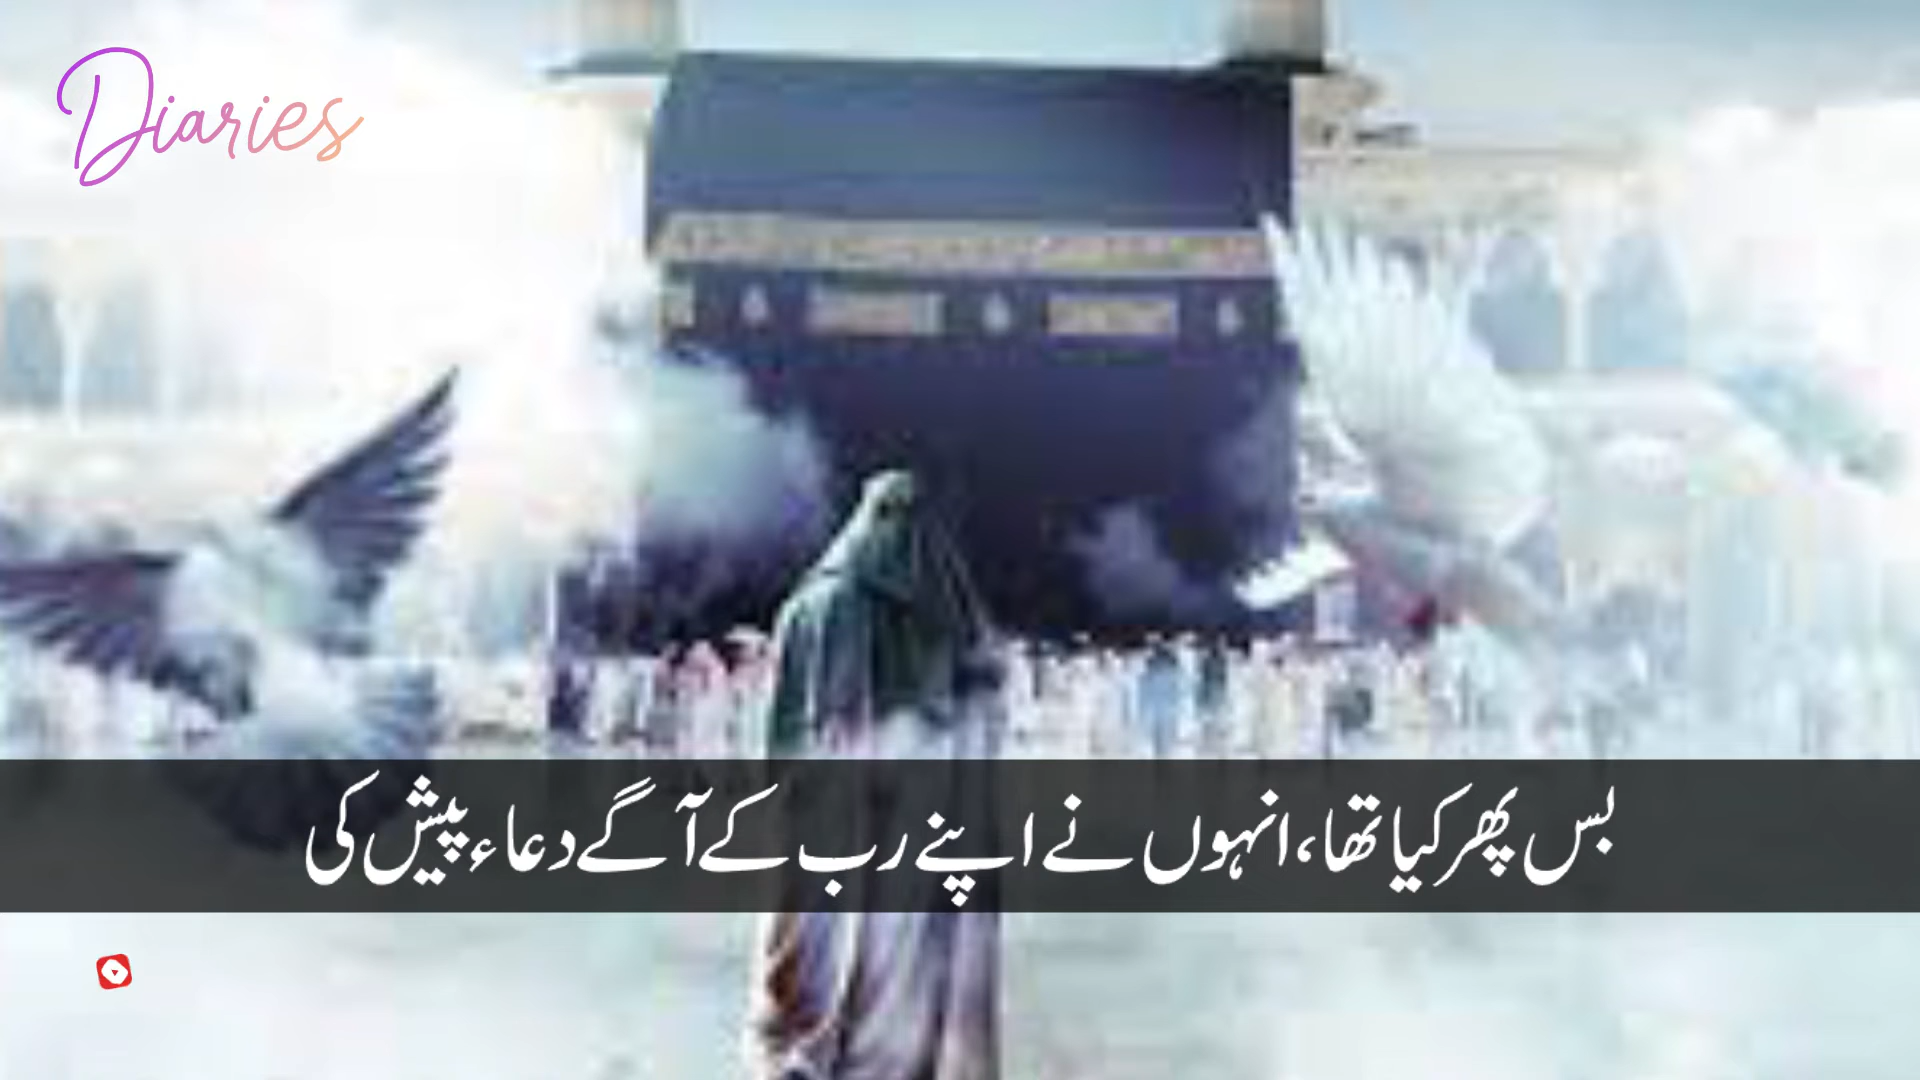 Diaries
بس پھر کیا تھا، انہوں نے اپنے رب کے آگے دعاء پیش کی